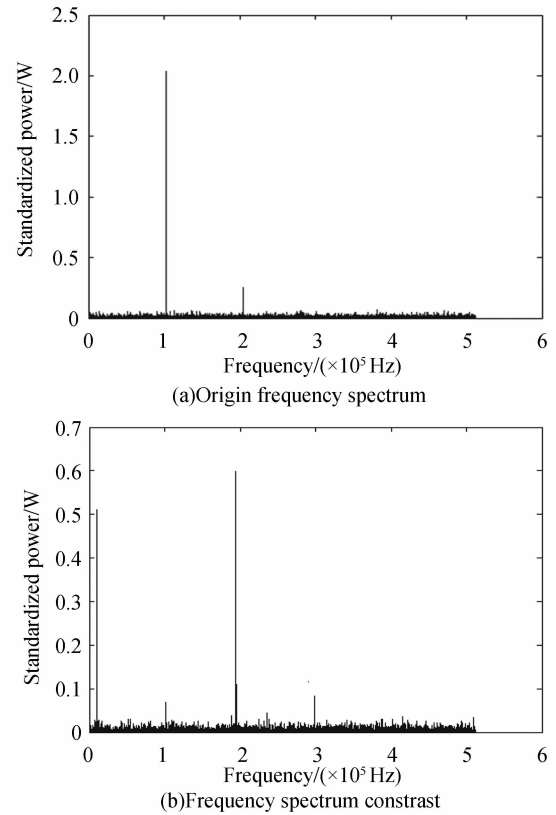 2.5
2.0
1.5
1.0
0.5
0
Standardized power/W
0 1 2 3 4 5 6
Frequency/(×10⁵ Hz)
(a)Origin frequency spectrum
0.7
0.6
0.5
0.4
0.3
0.2
0.1
0
Standardized power/W
0 1 2 3 4 5 6
Frequency/(×10⁵ Hz)
(b)Frequency spectrum constrast